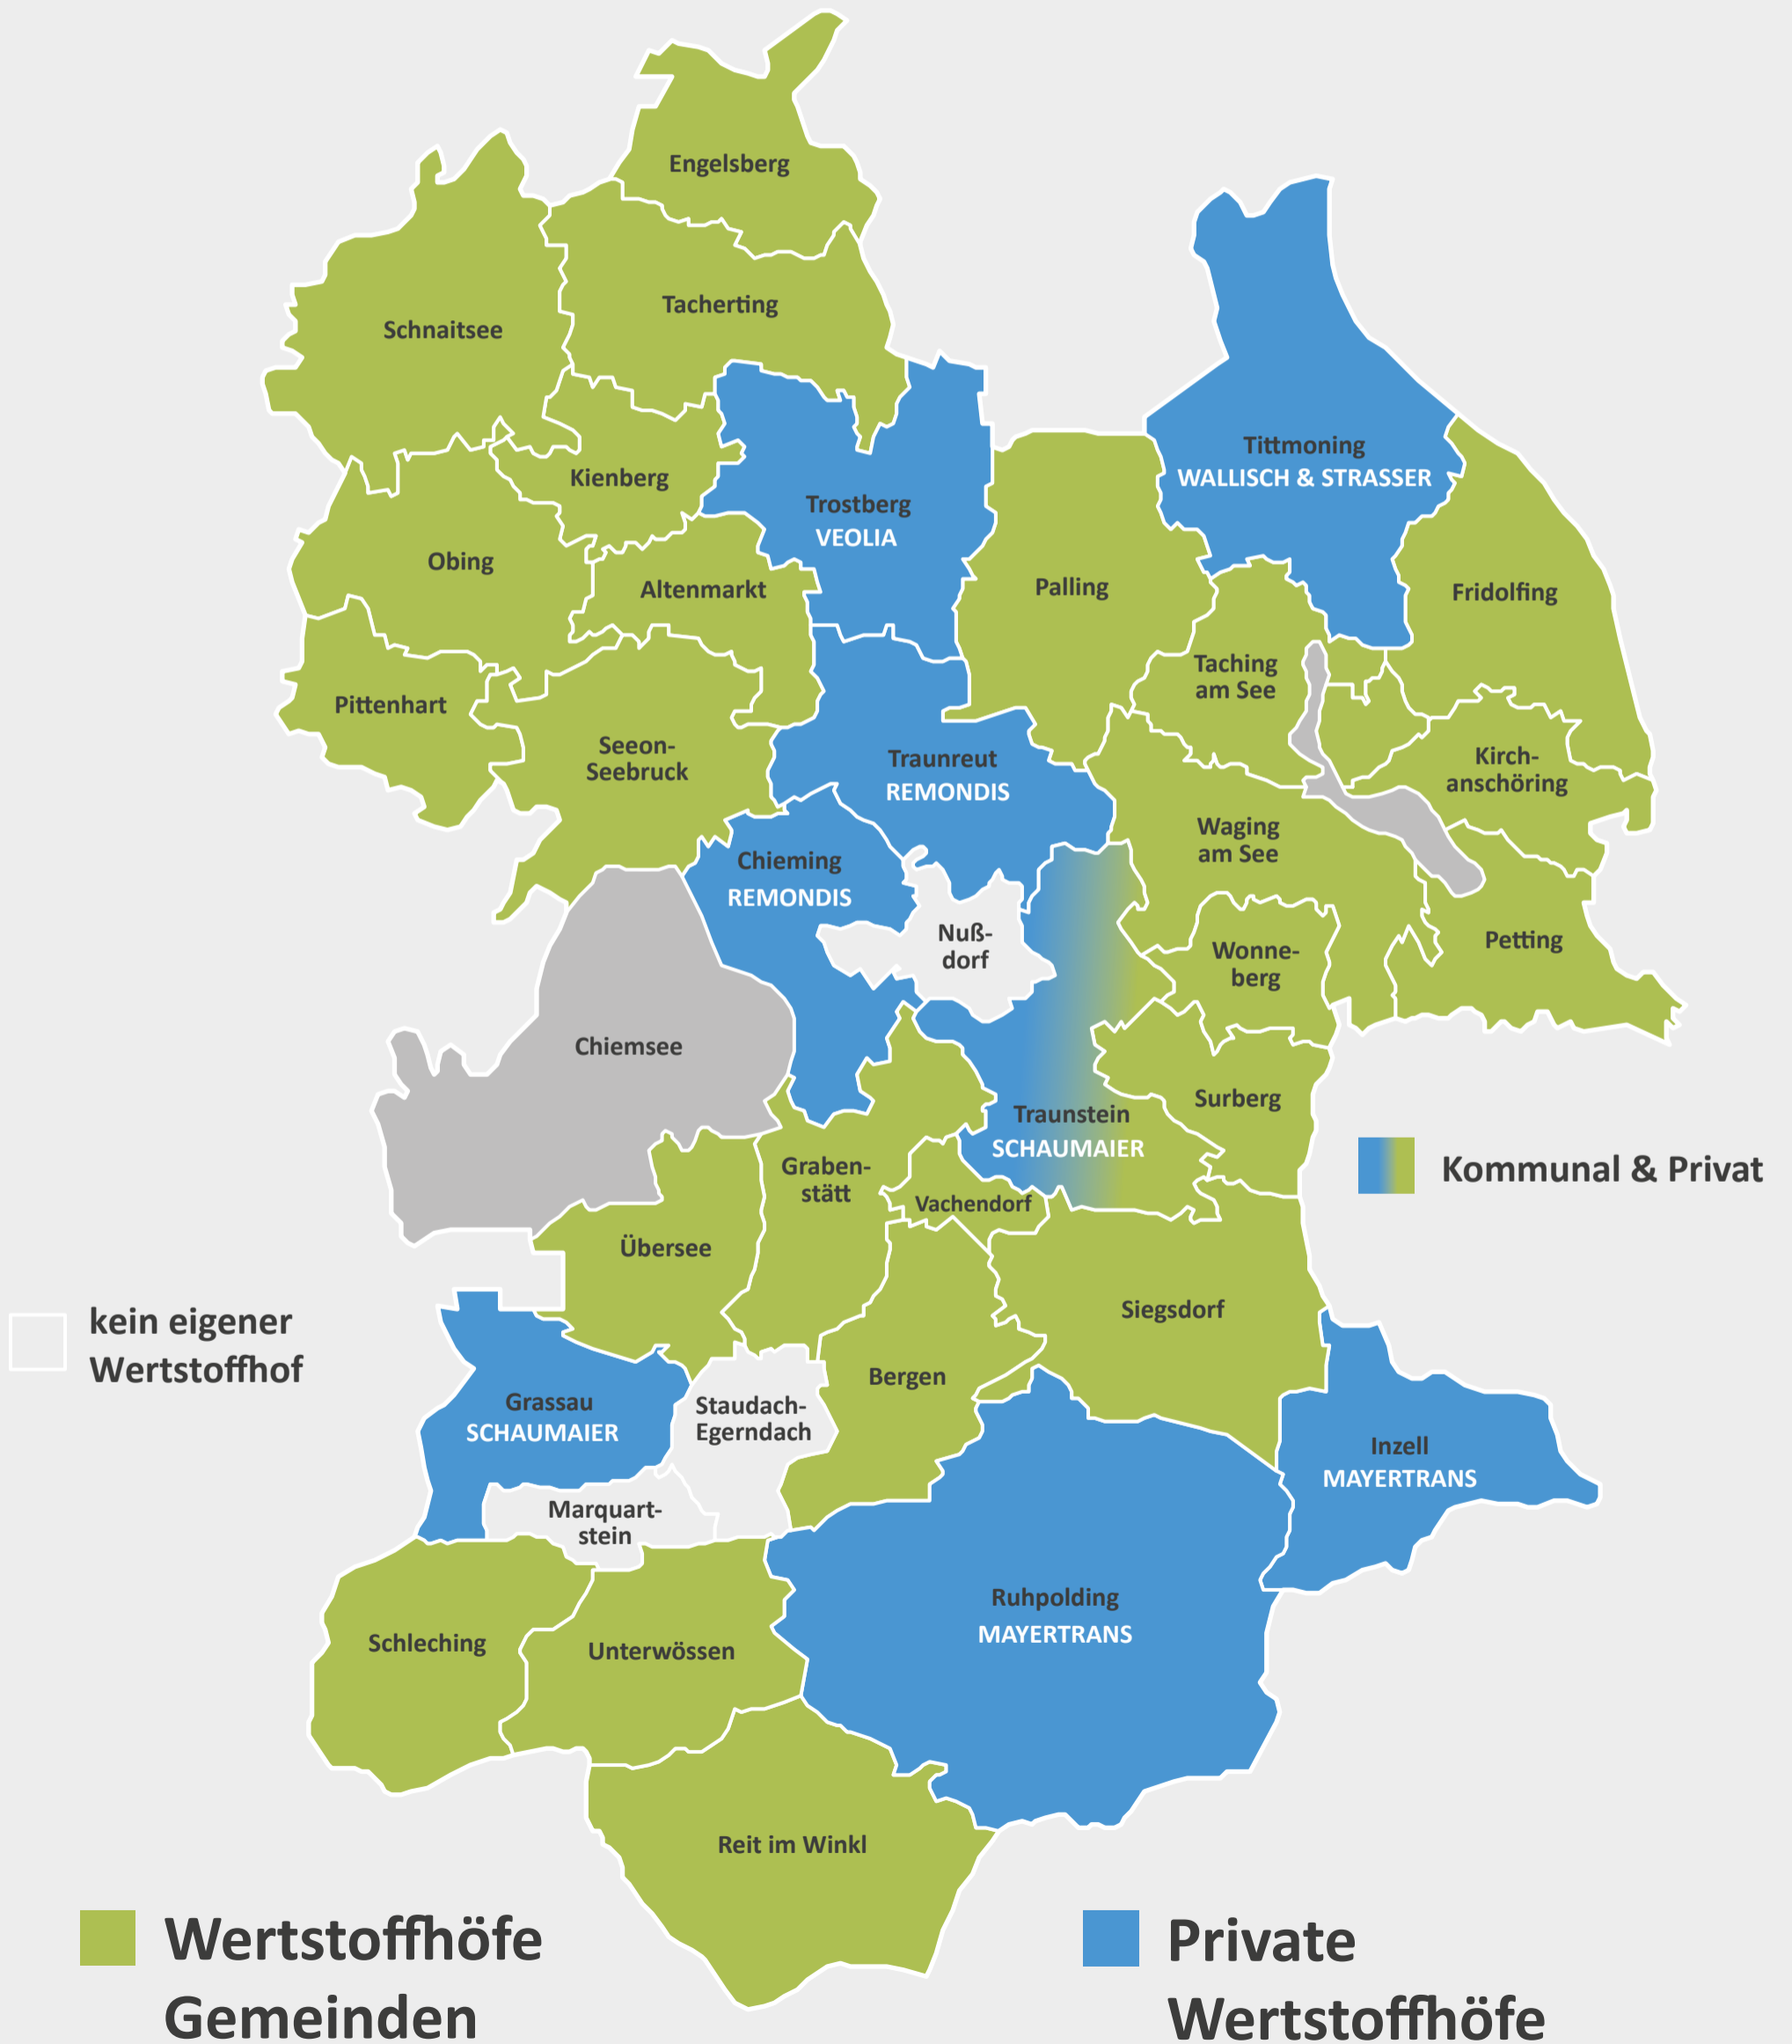 Engelsberg
Tacherting
Schnaitsee
Tittmoning
WALLISCH & STRASSER
Kienberg
Trostberg
VEOLIA
Obing
Altenmarkt
Palling
Fridolfing
Taching
am See
Pittenhart
Seeon-
Seebruck
Traunreut
REMONDIS
Kirch-
anschöring
Waging
am See
Chieming
REMONDIS
Nuß-
dorf
Wonne-
berg
Petting
Chiemsee
Surberg
Traunstein
SCHAUMAIER
Kommunal & Privat
Graben-
stätt
Vachendorf
Übersee
Siegsdorf
kein eigener
Wertstoffhof
Bergen
Grassau
SCHAUMAIER
Staudach-
Egerndach
Inzell
MAYERTRANS
Marquart-
stein
Ruhpolding
MAYERTRANS
Schleching
Unterwössen
Reit im Winkl
Wertstoffhöfe
Gemeinden
Private
Wertstoffhöfe